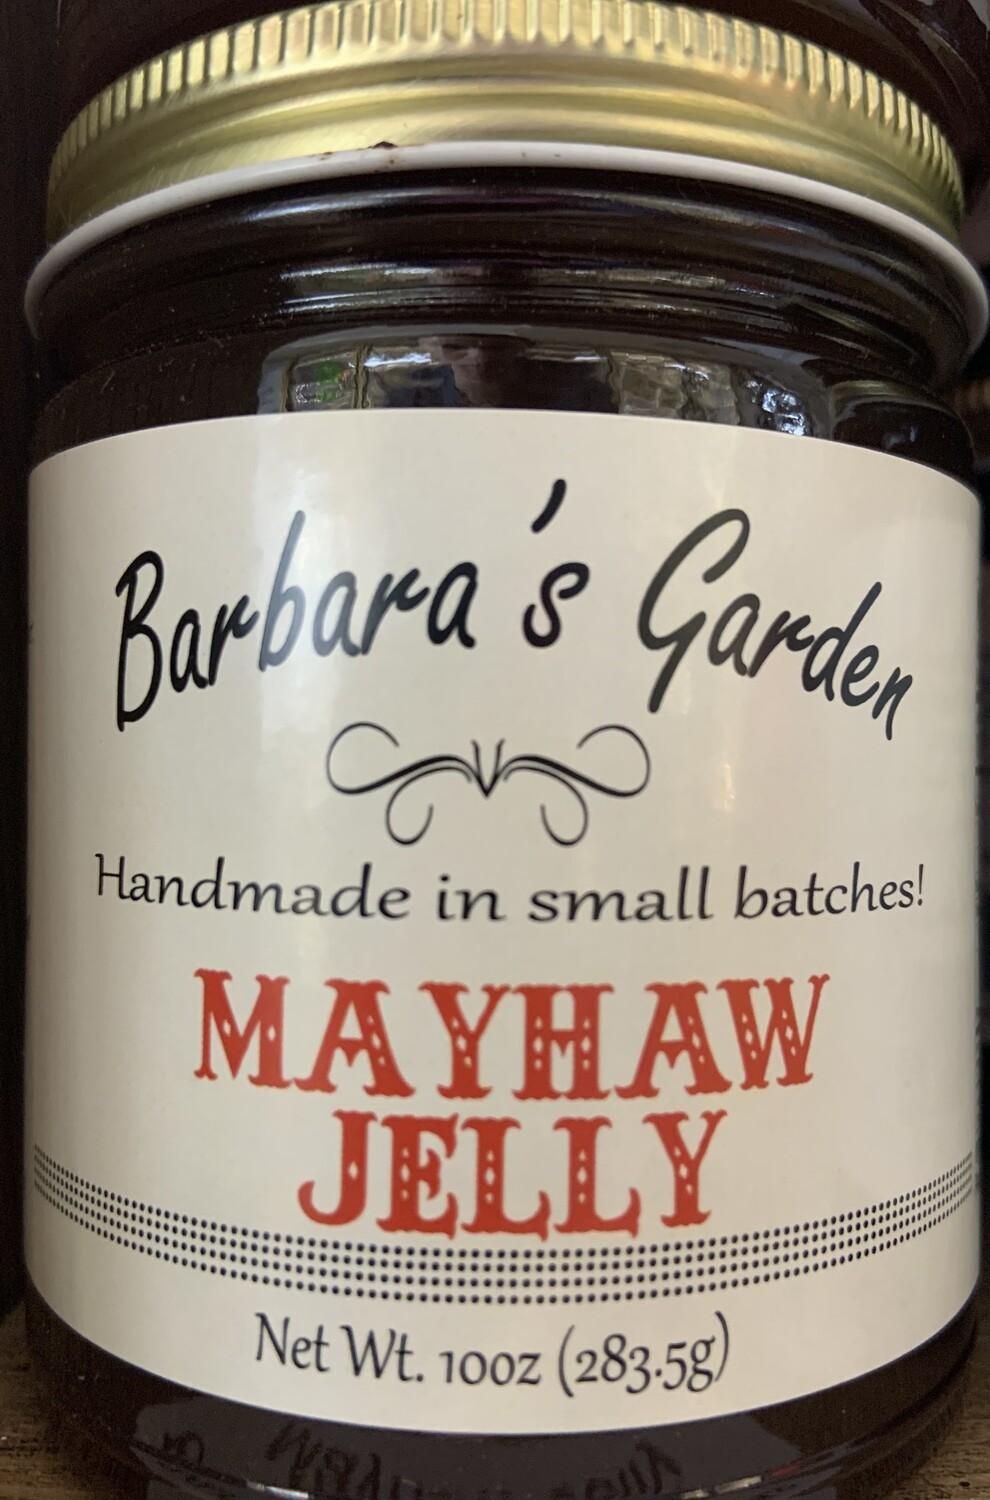 Barbara's Garden
Handmade in small batches!
MAYHAW
JELLY
Net Wt. 10oz (283.5g)